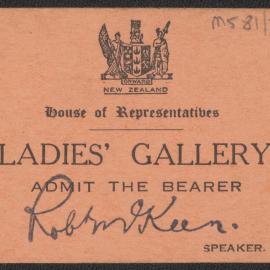 MS 81/
ONWARD
NEW ZEALAND
House of Representatives
LADIES' GALLERY
ADMIT THE BEARER
Robt McKeen.
SPEAKER.